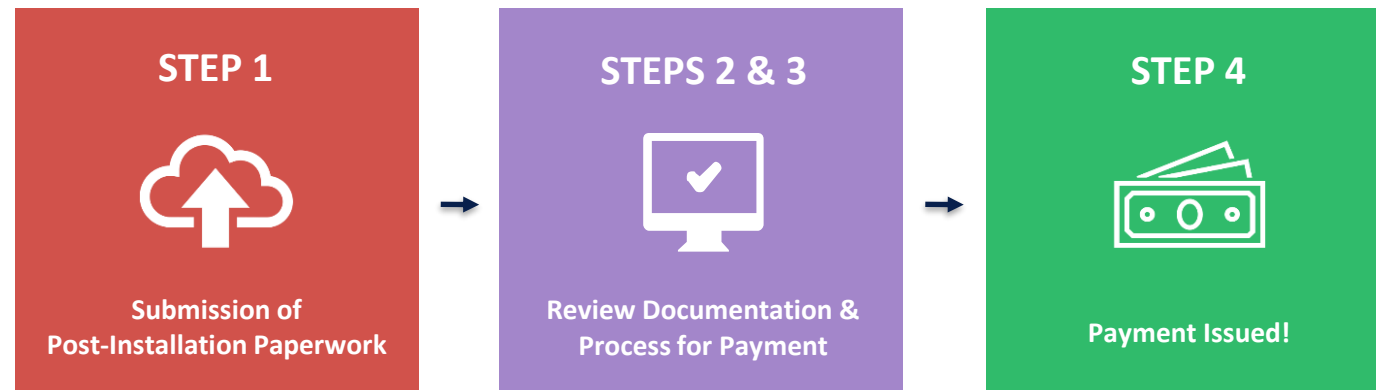 STEP 1
Submission of
Post-Installation Paperwork
STEPS 2 & 3
Review Documentation &
Process for Payment
STEP 4
Payment Issued!